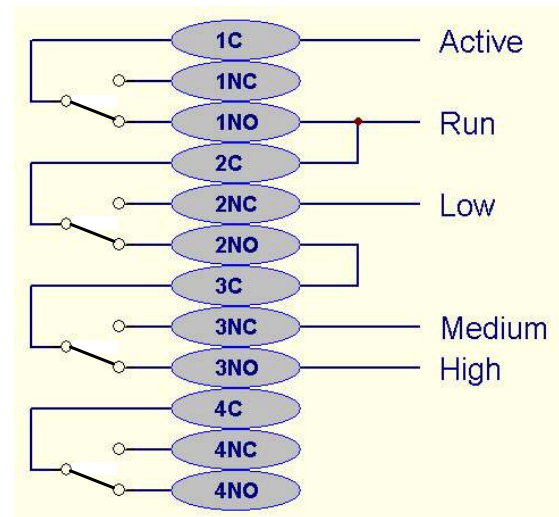 1C Active
1NC
1NO Run
2C
2NC Low
2NO
3C
3NC Medium
3NO High
4C
4NC
4NO